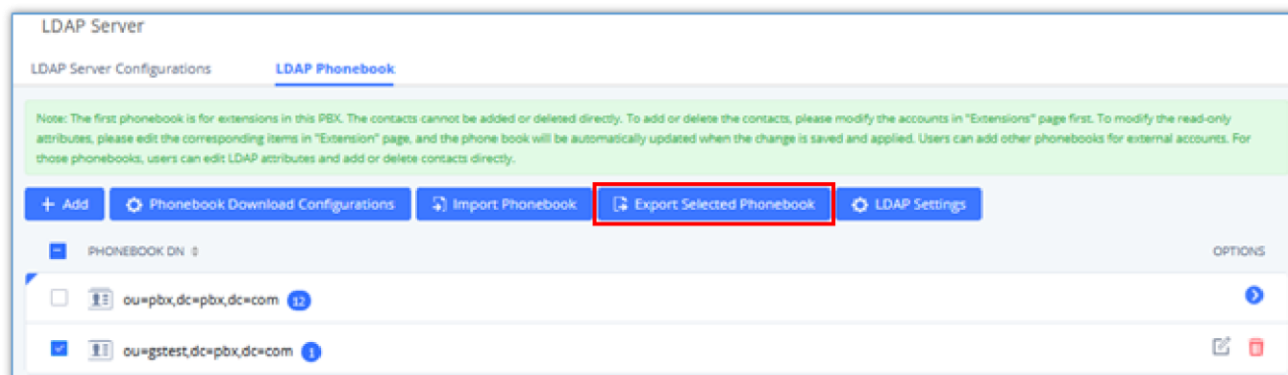 LDAP Server
LDAP Server Configurations LDAP Phonebook
Note: The first phonebook is for extensions in this PBX. The contacts cannot be added or deleted directly. To add or delete the contacts, please modify the accounts in "Extensions" page first. To modify the read-only
attributes, please edit the corresponding items in "Extension" page, and the phone book will be automatically updated when the change is saved and applied. Users can add other phonebooks for external accounts. For
those phonebooks, users can edit LDAP attributes and add or delete contacts directly.
+ Add Phonebook Download Configurations Import Phonebook Export Selected Phonebook LDAP Settings
PHONEBOOK DN OPTIONS
ou=pbx,dc=pbx,dc=com 12
ou=gstest,dc=pbx,dc=com 1